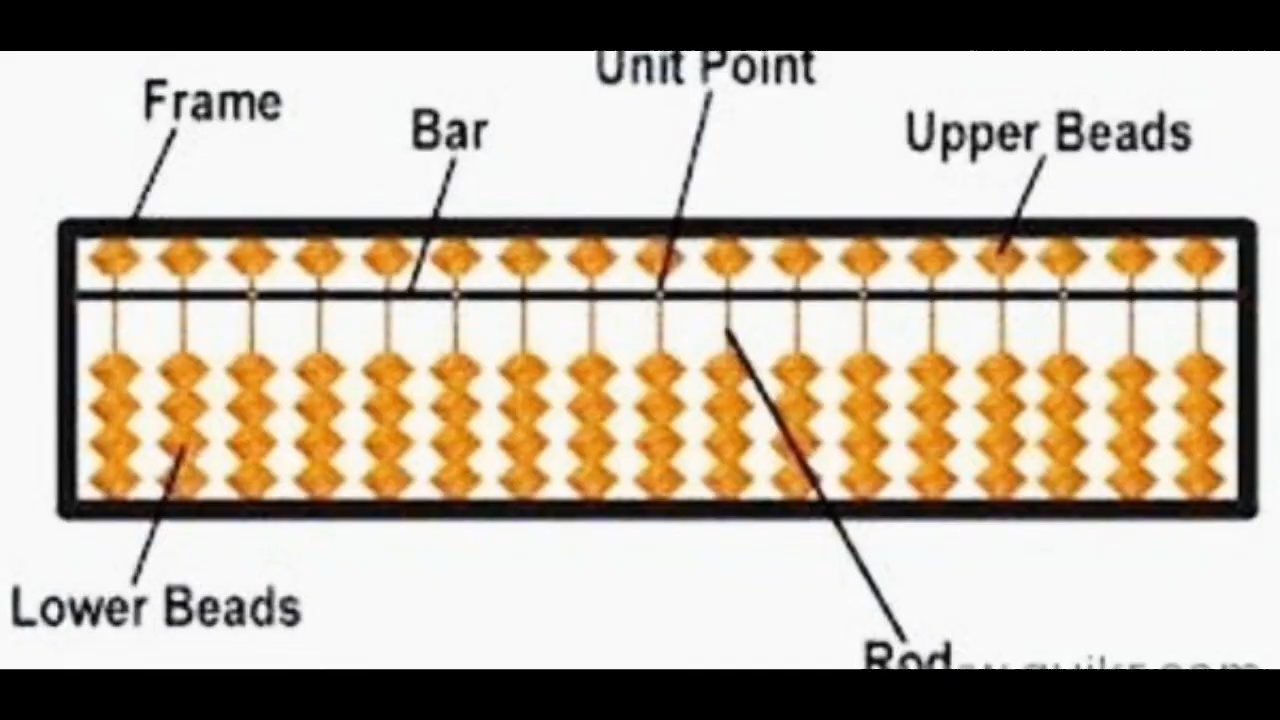 Unit Point
Frame
Bar
Upper Beads
Lower Beads
Rod